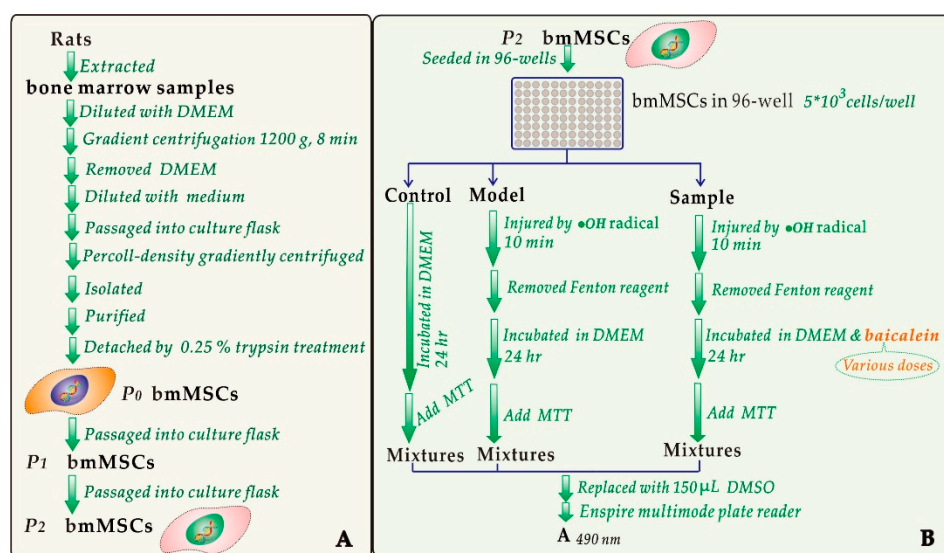 Rats
Extracted
bone marrow samples
Diluted with DMEM
Gradient centrifugation 1200 g, 8 min
Removed DMEM
Diluted with medium
Passaged into culture flask
Percoll-density gradiently centrifuged
Isolated
Purified
Detached by 0.25 % trypsin treatment
P0 bmMSCs
Passaged into culture flask
P1 bmMSCs
Passaged into culture flask
P2 bmMSCs
A
P2 bmMSCs
Seeded in 96-wells
bmMSCs in 96-well 5*10³cells/well
Control
Incubated in DMEM
24 hr
Add MTT
Mixtures
Model
Injured by •OH radical
10 min
Removed Fenton reagent
Incubated in DMEM
24 hr
Add MTT
Mixtures
Sample
Injured by •OH radical
10 min
Removed Fenton reagent
Incubated in DMEM & baicalein
24 hr
Various doses
Add MTT
Mixtures
Replaced with 150µL DMSO
Enspire multimode plate reader
A 490 nm
B